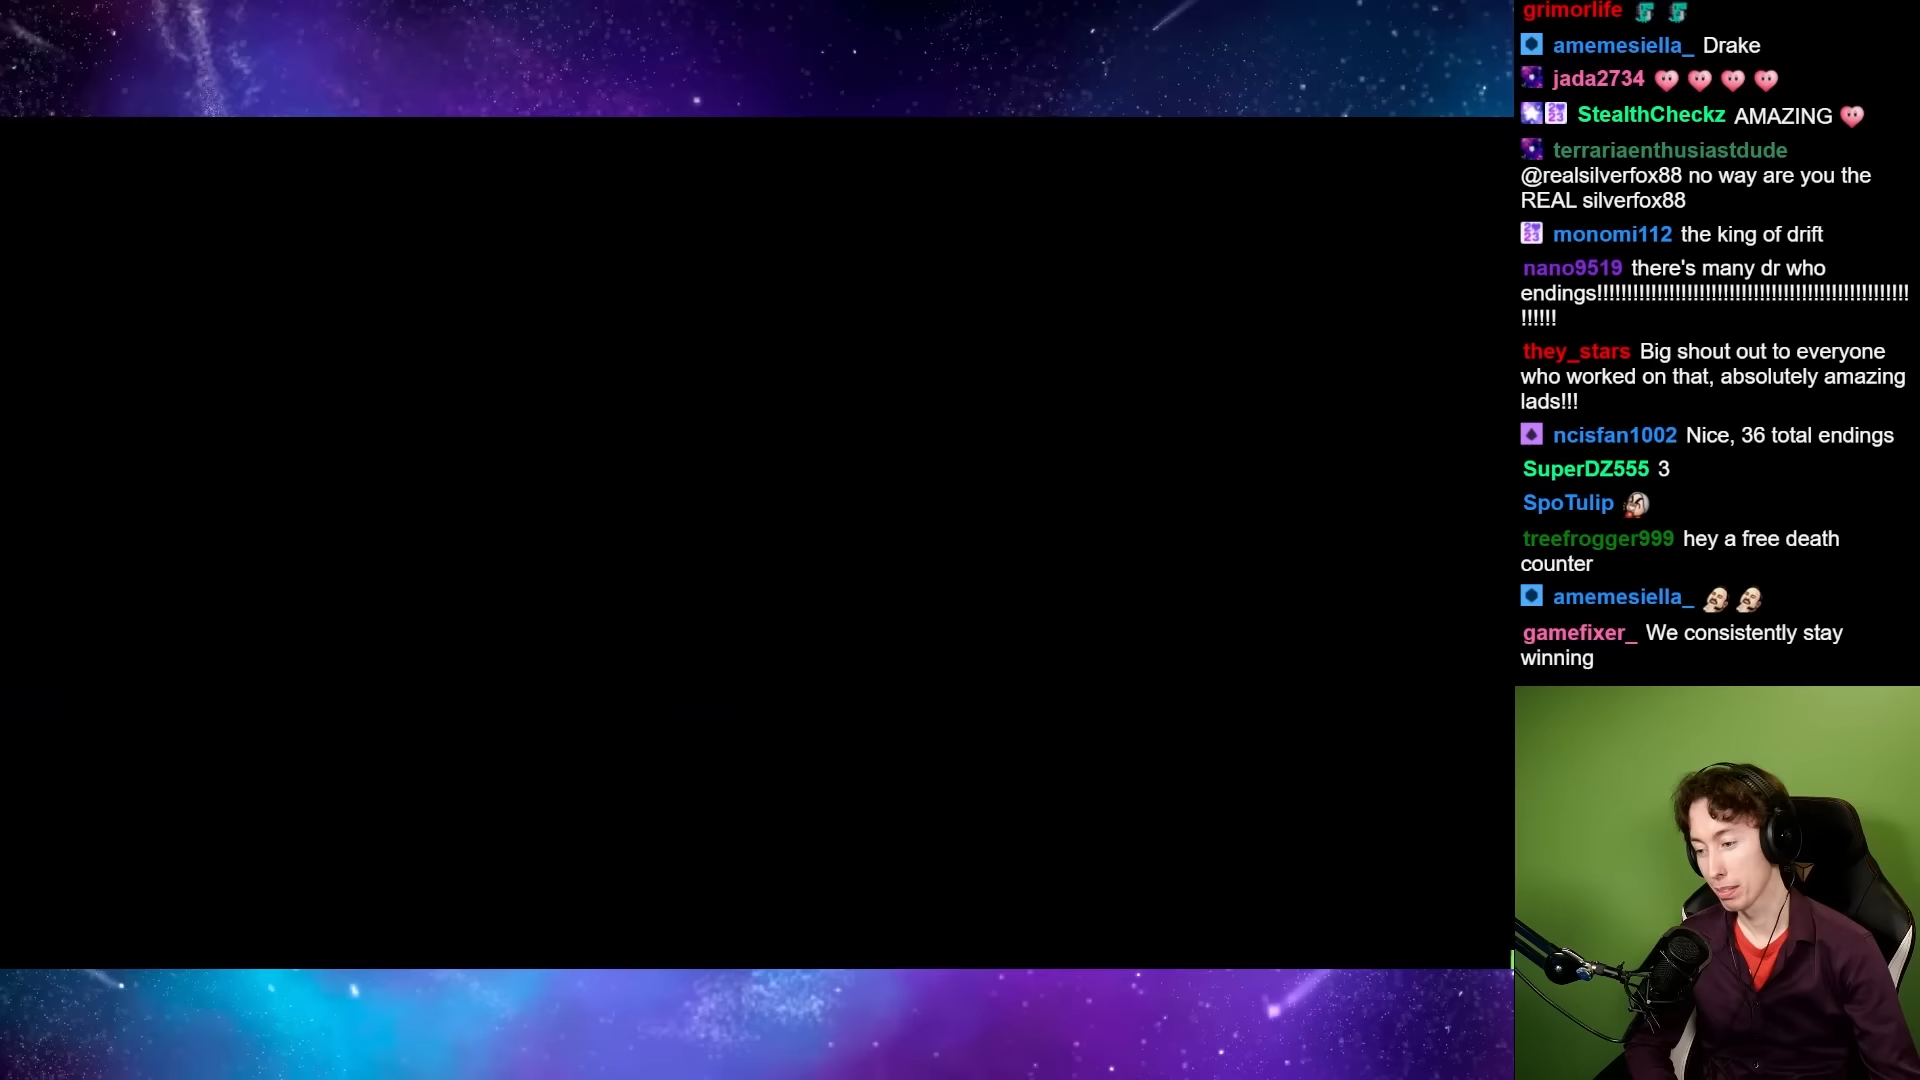 grimorlife
amemesiella_ Drake
jada2734
StealthCheckz AMAZING
terrariaenthusiastdude
@realsilverfox88 no way are you the
REAL silverfox88
monomi112 the king of drift
nano9519 there's many dr who
endings!!!!!!!!!!!!!!!!!!!!!!!!!!!!!!!!!!!!!!!!!!!!!!!!!!!!
!!!!!!
they_stars Big shout out to everyone
who worked on that, absolutely amazing
lads!!!
ncisfan1002 Nice, 36 total endings
SuperDZ555 3
SpoTulip
treefrogger999 hey a free death
counter
amemesiella_
gamefixer_ We consistently stay
winning